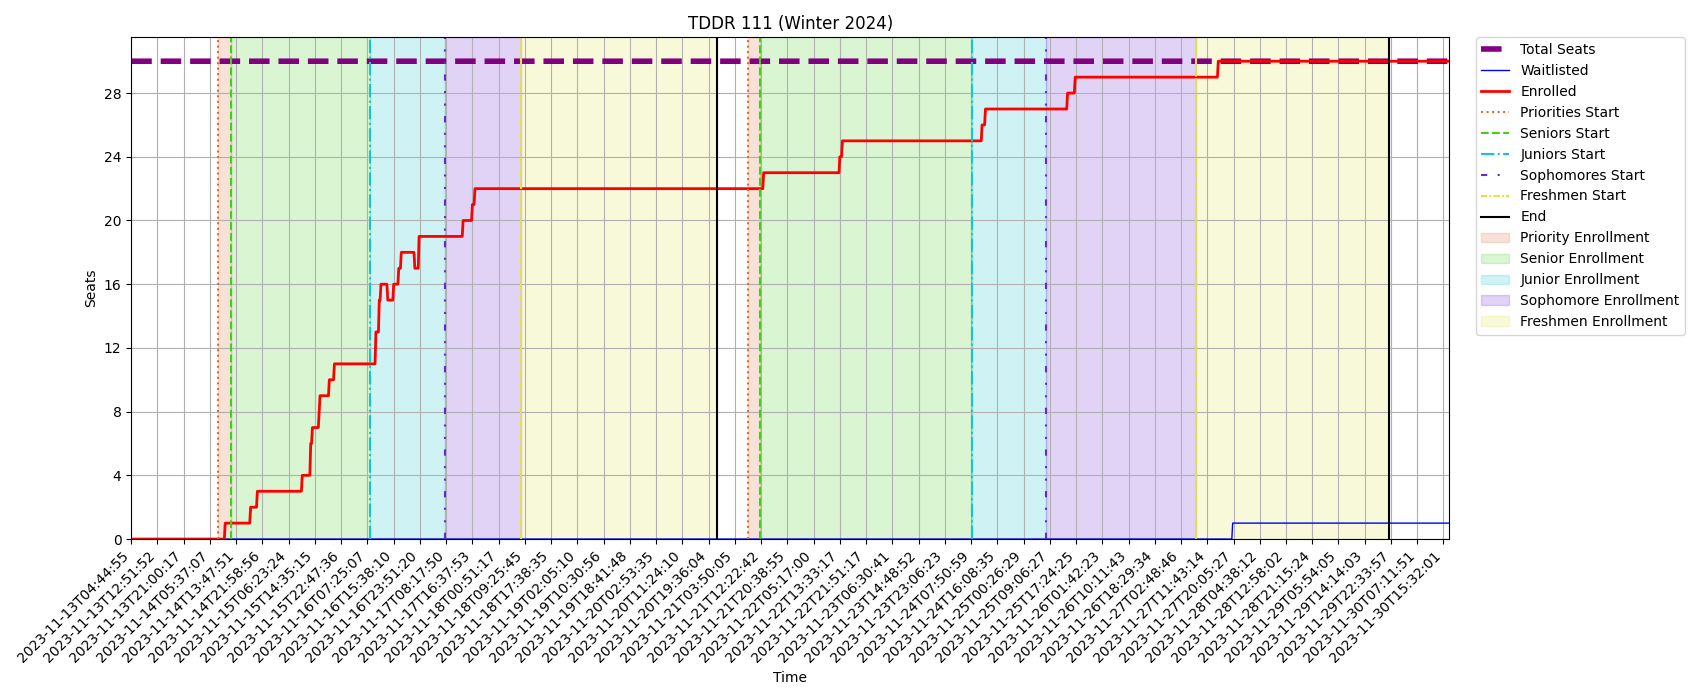 TDDR 111 (Winter 2024)
Seats
28
24
20
16
12
8
4
0
2023-11-13T04:44:55
2023-11-13T12:51:52
2023-11-13T21:00:17
2023-11-14T05:37:07
2023-11-14T13:47:51
2023-11-14T21:58:56
2023-11-15T06:23:24
2023-11-15T14:35:15
2023-11-15T22:47:36
2023-11-16T07:25:07
2023-11-16T15:38:10
2023-11-16T23:51:20
2023-11-17T08:17:50
2023-11-17T16:37:53
2023-11-18T00:51:17
2023-11-18T09:25:45
2023-11-18T17:38:35
2023-11-19T02:05:10
2023-11-19T10:30:56
2023-11-19T18:41:48
2023-11-20T02:53:35
2023-11-20T11:24:10
2023-11-20T19:36:04
2023-11-21T03:50:05
2023-11-21T12:22:42
2023-11-21T20:38:55
2023-11-22T05:17:00
2023-11-22T13:33:17
2023-11-22T21:51:17
2023-11-23T06:30:41
2023-11-23T14:48:52
2023-11-23T23:06:23
2023-11-24T07:50:59
2023-11-24T16:08:35
2023-11-25T00:26:29
2023-11-25T09:06:27
2023-11-25T17:24:25
2023-11-26T01:42:23
2023-11-26T10:11:43
2023-11-26T18:29:34
2023-11-27T02:48:46
2023-11-27T11:43:14
2023-11-27T20:05:27
2023-11-28T04:38:12
2023-11-28T12:58:02
2023-11-28T21:15:24
2023-11-29T05:54:05
2023-11-29T14:14:03
2023-11-29T22:33:57
2023-11-30T07:11:51
2023-11-30T15:32:01
Time
Total Seats
Waitlisted
Enrolled
Priorities Start
Seniors Start
Juniors Start
Sophomores Start
Freshmen Start
End
Priority Enrollment
Senior Enrollment
Junior Enrollment
Sophomore Enrollment
Freshmen Enrollment